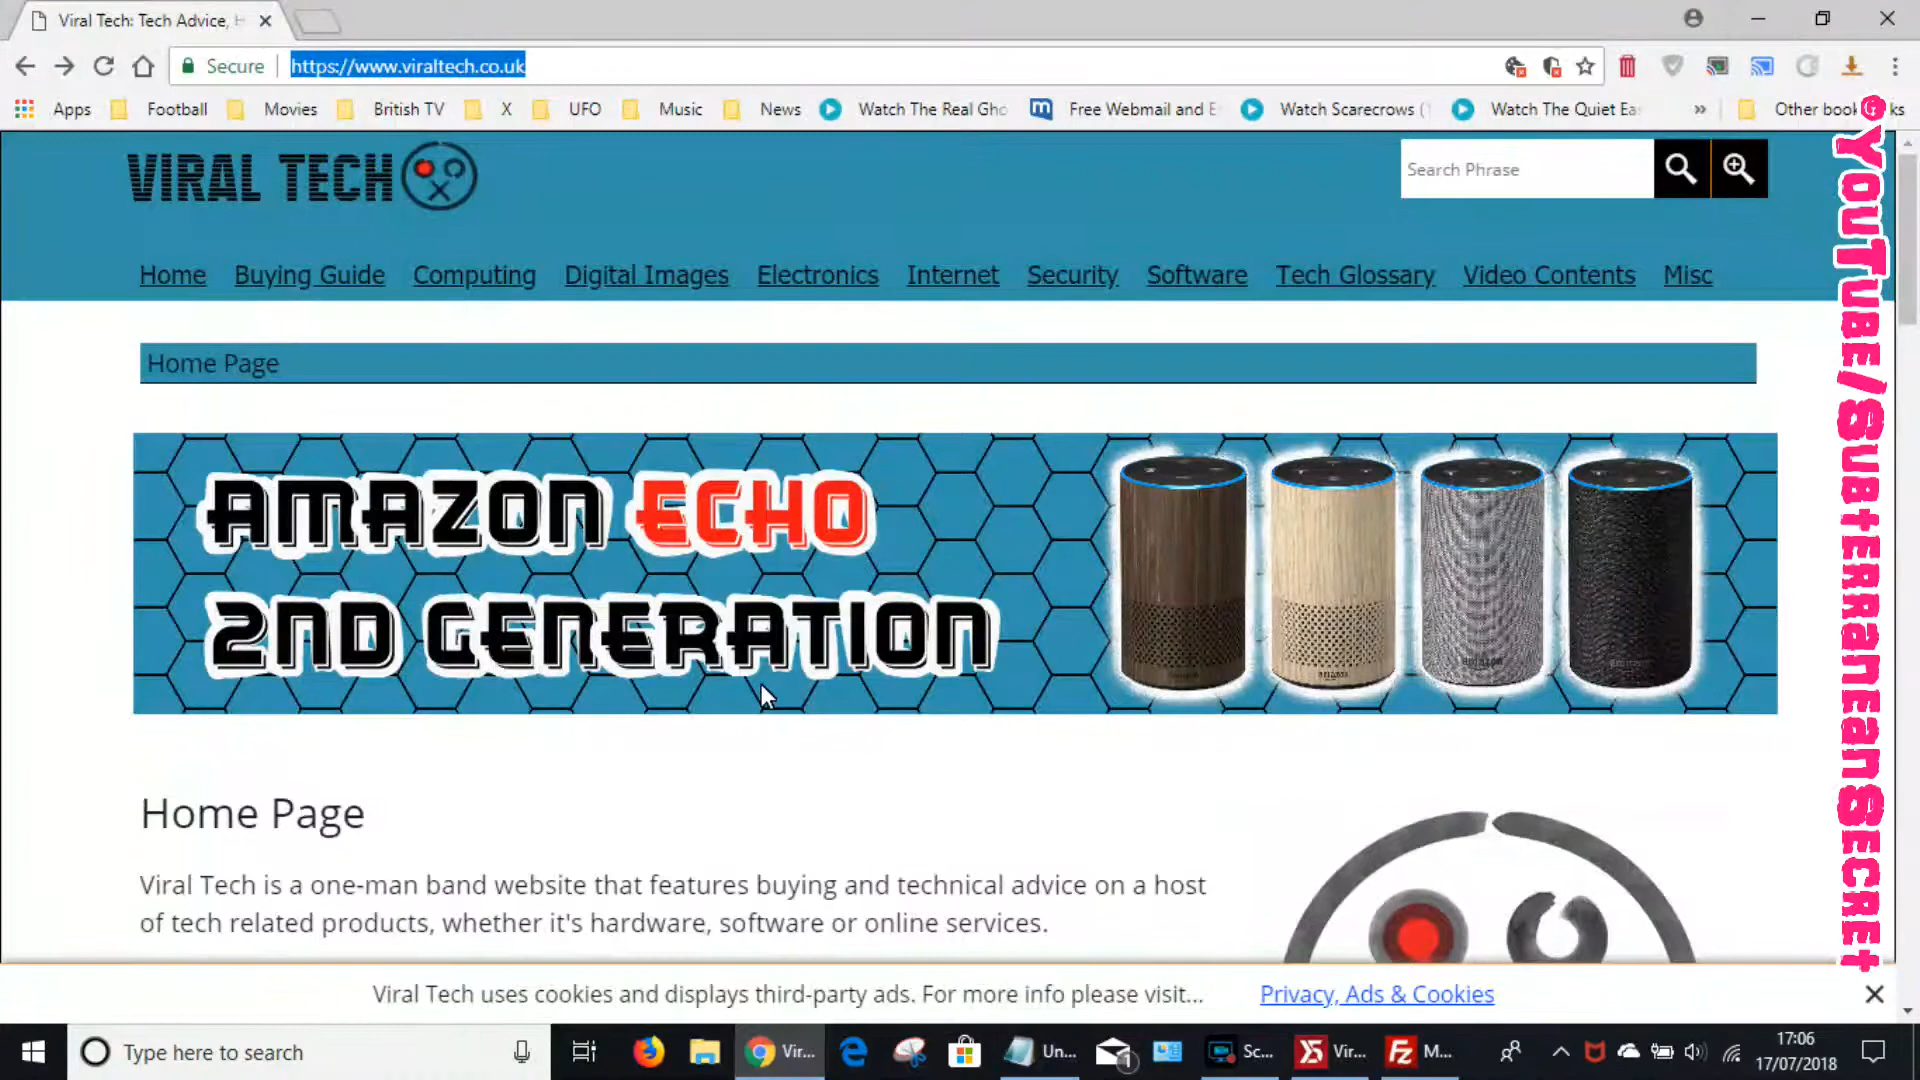 Viral Tech: Tech Advice, H
Secure
https://www.viraltech.co.uk
Apps
Football
Movies
British TV
X
UFO
Music
News
Watch The Real Gho
Free Webmail and E
Watch Scarecrows (
Watch The Quiet Ea
»
Other bookmarks
VIRAL TECH
Search Phrase
Home
Buying Guide
Computing
Digital Images
Electronics
Internet
Security
Software
Tech Glossary
Video Contents
Misc
Home Page
AMAZON ECHO
2ND GENERATION
amazon
Home Page
Viral Tech is a one-man band website that features buying and technical advice on a host
of tech related products, whether it's hardware, software or online services.
©YouTube/SubterraneanSecret
Viral Tech uses cookies and displays third-party ads. For more info please visit...
Privacy, Ads & Cookies
Type here to search
Vir...
Un...
1
Sc...
Vir...
M...
17:06
17/07/2018